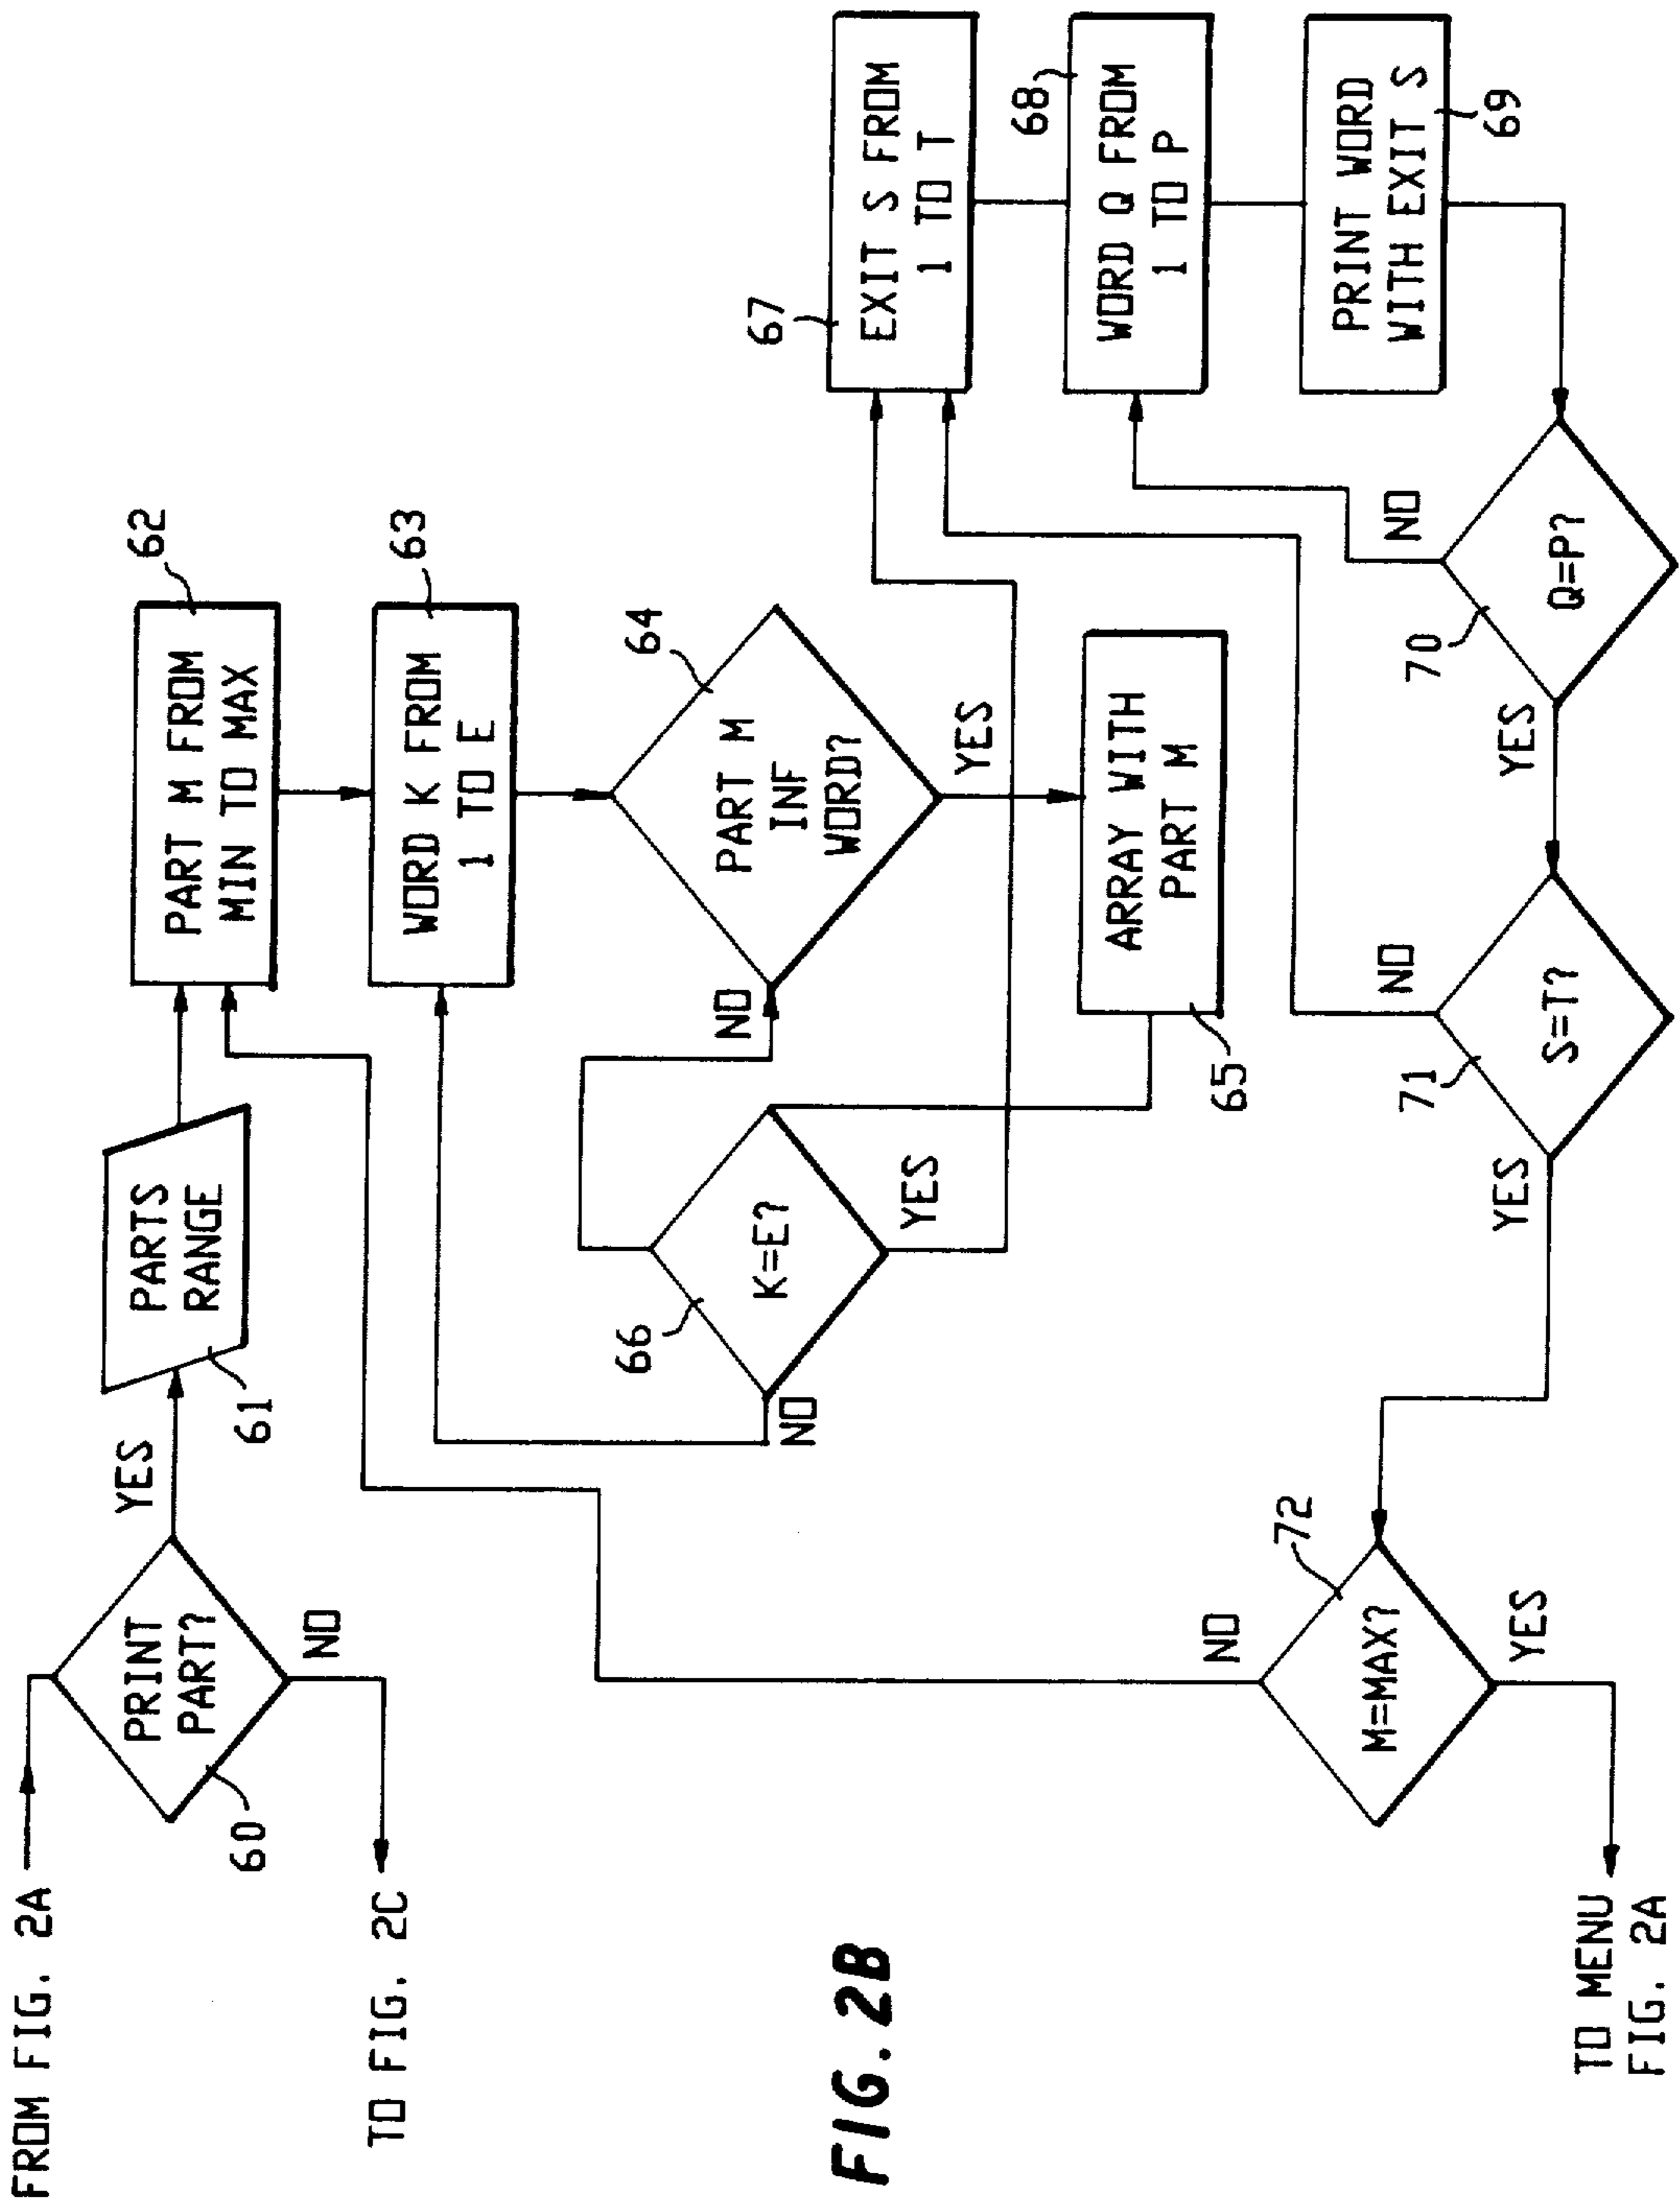 FROM FIG. 2A
PRINT
PART?
60
YES
NO
TO FIG. 2C
PARTS
RANGE
61
PART M FROM
MIN TO MAX
62
WORD K FROM
1 TO E
63
PART M
INF
WORD?
64
NO
YES
ARRAY WITH
PART M
65
K=E?
66
NO
YES
EXIT S FROM
1 TO T
67
WORD Q FROM
1 TO P
68
PRINT WORD
WITH EXIT S
69
Q=P?
70
NO
YES
S=T?
71
NO
YES
M=MAX?
72
NO
YES
TO MENU
FIG. 2A
FIG. 2B